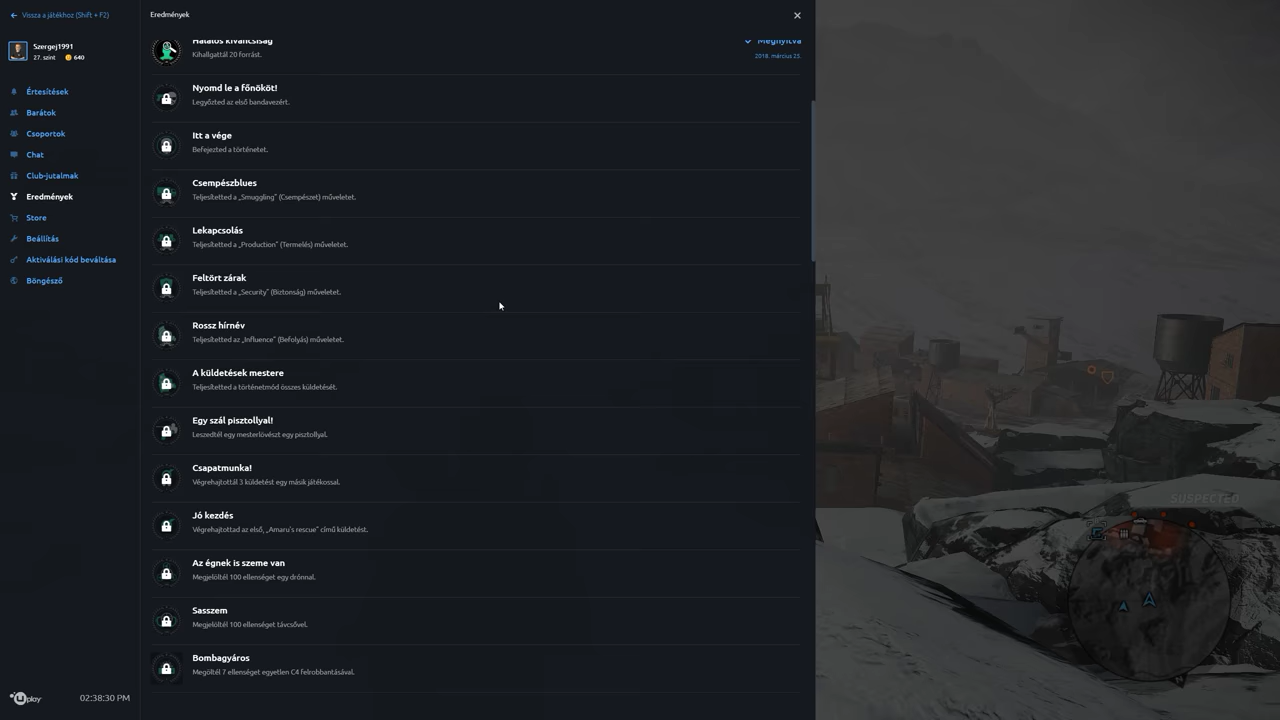 Vissza a játékhoz (Shift + F2)
Eredmények
Szergej1991
27. szint 640
Értesítések
Barátok
Csoportok
Chat
Club-jutalmak
Eredmények
Store
Beállítás
Aktiválási kód beváltása
Böngésző
Halálos kíváncsiság
Megnyitva
Kihallgattál 20 forrást.
2018. március 25.
Nyomd le a főnököt!
Legyőzted az első bandavezért.
Itt a vége
Befejezted a történetet.
Csempészblues
Teljesítetted a „Smuggling” (Csempészet) műveletet.
Lekapcsolás
Teljesítetted a „Production” (Termelés) műveletet.
Feltört zárak
Teljesítetted a „Security” (Biztonság) műveletet.
Rossz hírnév
Teljesítetted az „Influence” (Befolyás) műveletet.
A küldetések mestere
Teljesítetted a történetmód összes küldetését.
Egy szál pisztollyal!
Leszedtél egy mesterlövészt egy pisztollyal.
Csapatmunka!
Végrehajtottál 3 küldetést egy másik játékossal.
Jó kezdés
Végrehajtottad az első, „Amaru's rescue” című küldetést.
Az égnek is szeme van
Megjelöltél 100 ellenséget egy drónnal.
Sasszem
Megjelöltél 100 ellenséget távcsővel.
Bombagyáros
Megöltél 7 ellenséget egyetlen C4 felrobbantásával.
SUSPECTED
N
uplay
02:38:30 PM